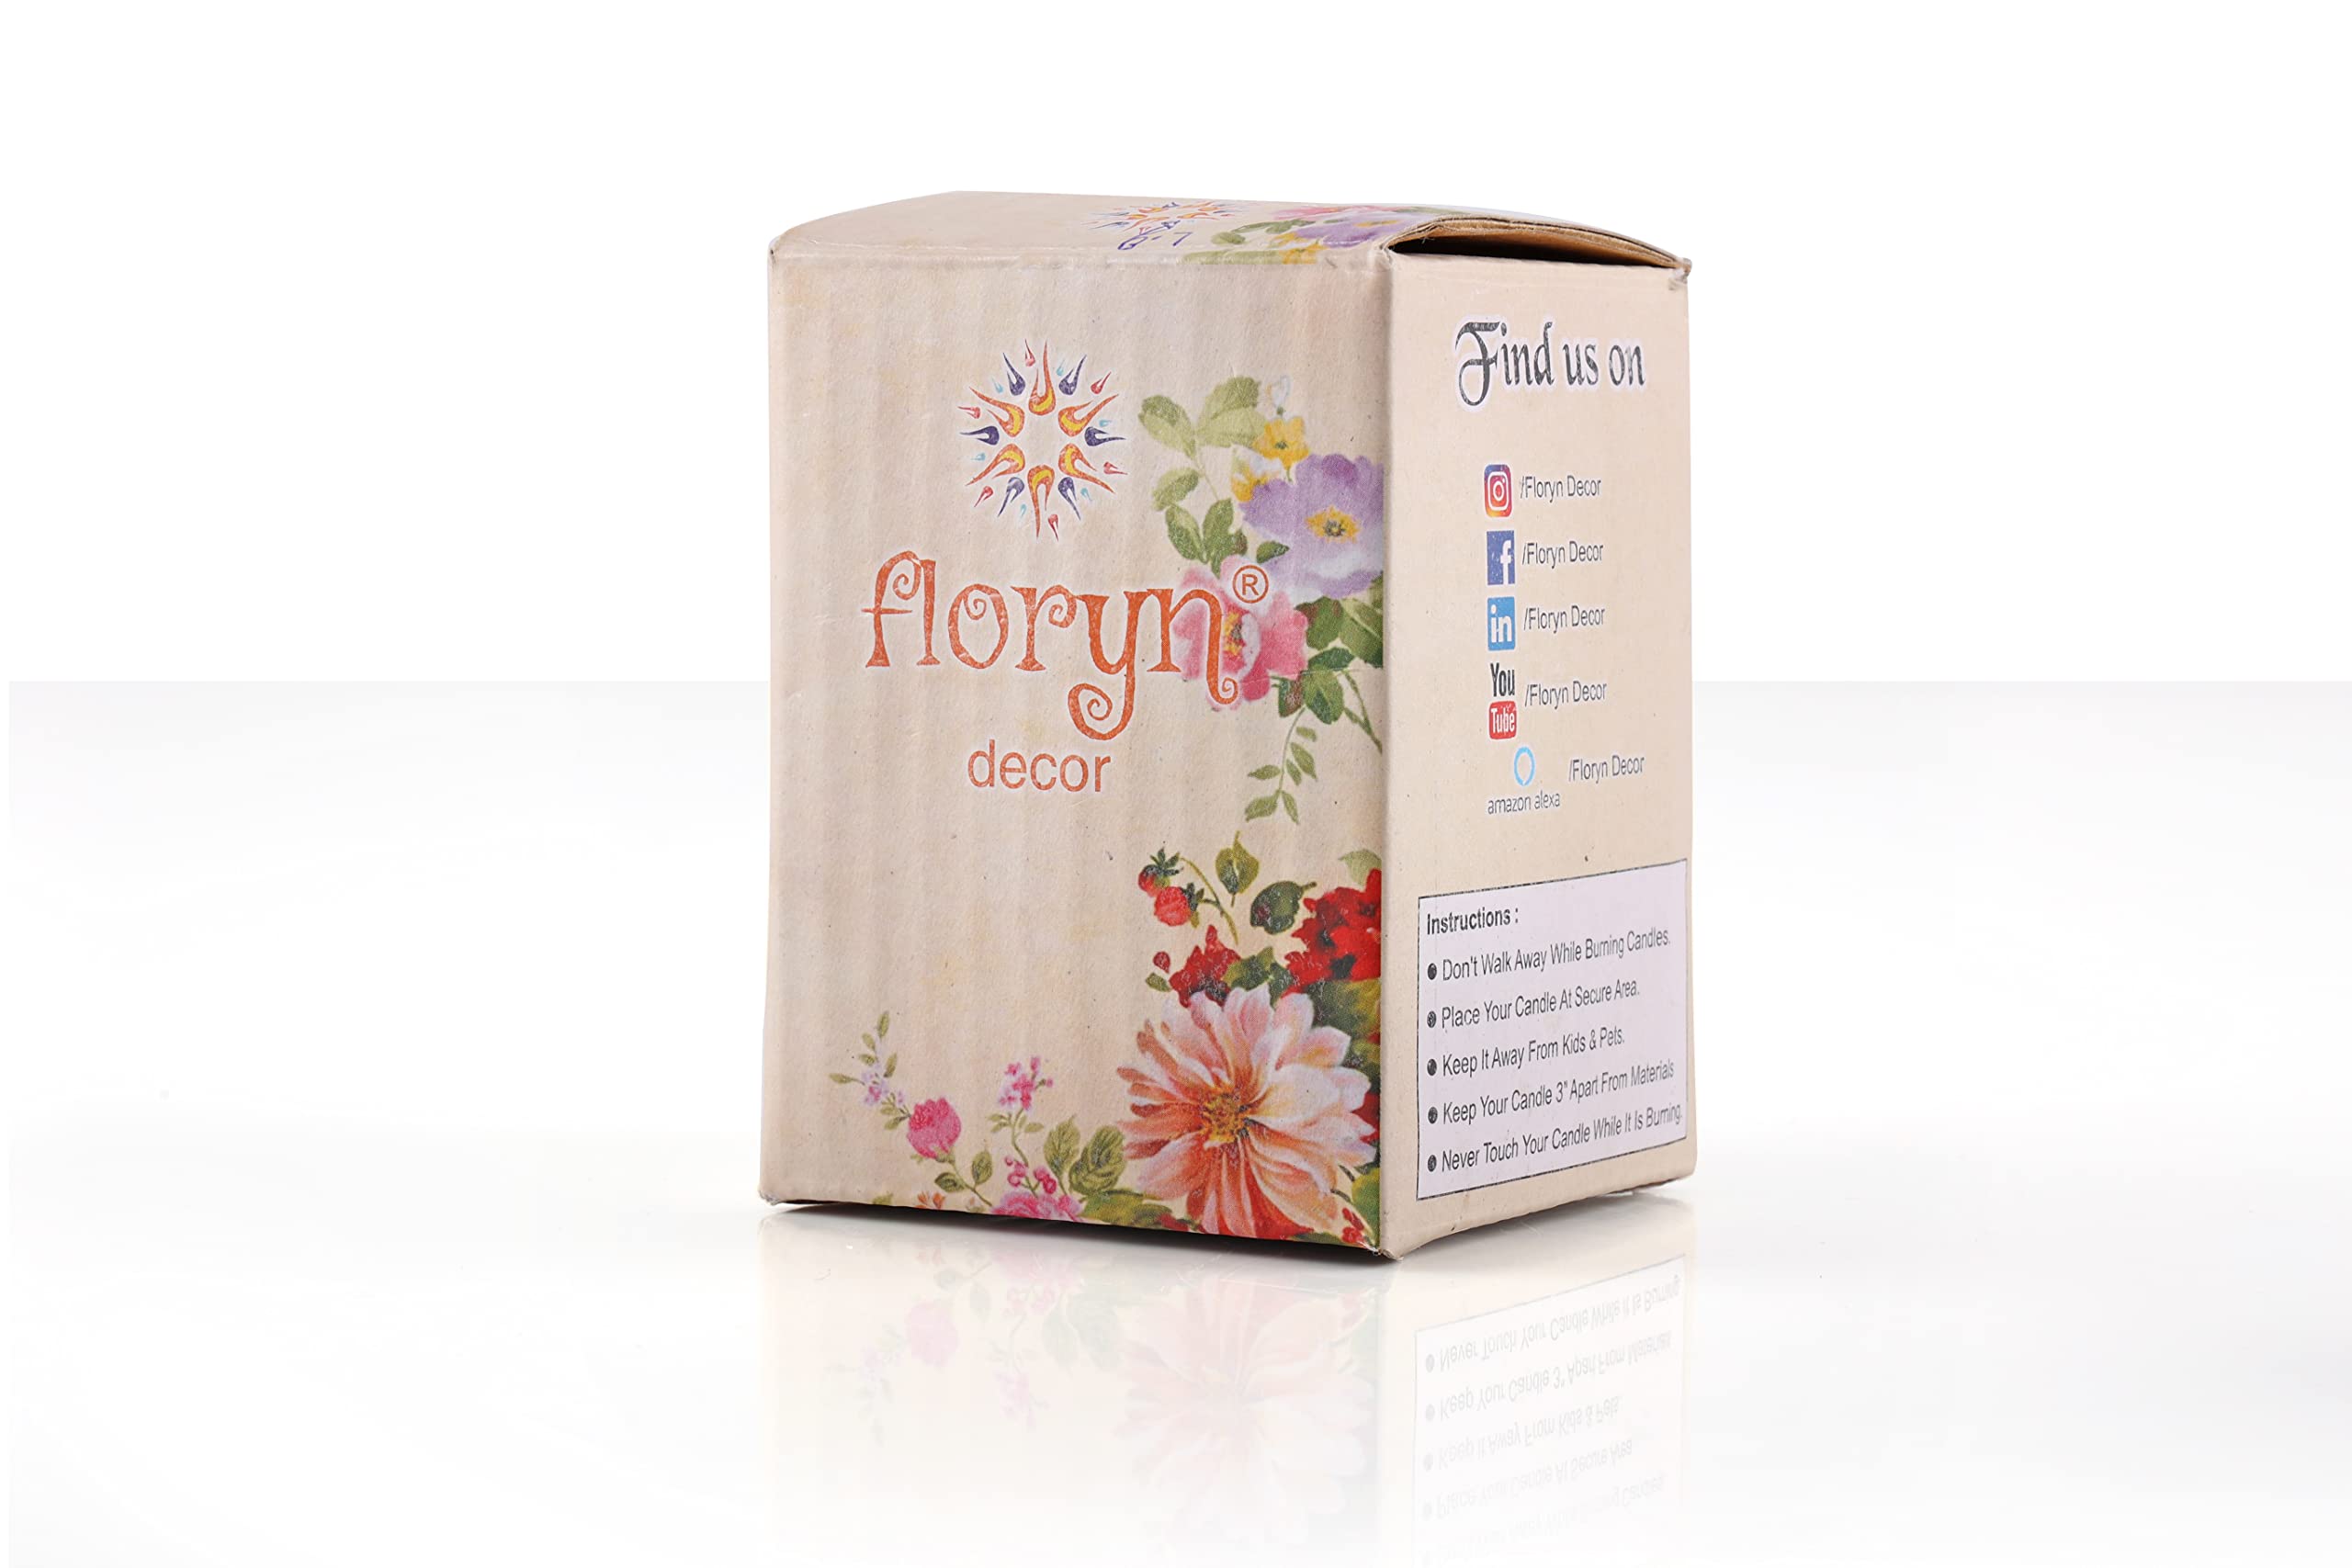 floryn®
decor
Find us on
/Floryn Decor
/Floryn Decor
/Floryn Decor
You
Tube
/Floryn Decor
/Floryn Decor
amazon alexa
Instructions :
● Don't Walk Away While Burning Candles.
● Place Your Candle At Secure Area.
● Keep It Away From Kids & Pets.
● Keep Your Candle 3" Apart From Materials
● Never Touch Your Candle While It Is Burning.